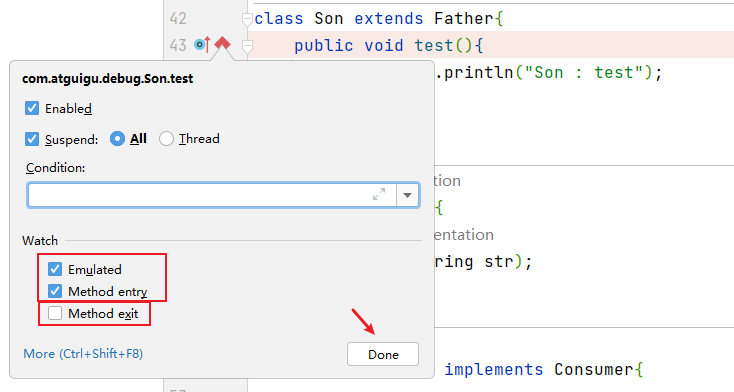 42 class Son extends Father{
43 public void test(){
.println("Son : test");
com.atguigu.debug.Son.test
Enabled
Suspend: All Thread
Condition:
tion
{
Watch
entation
ring str);
Emulated
Method entry
Method exit
More (Ctrl+Shift+F8) Done
implements Consumer{